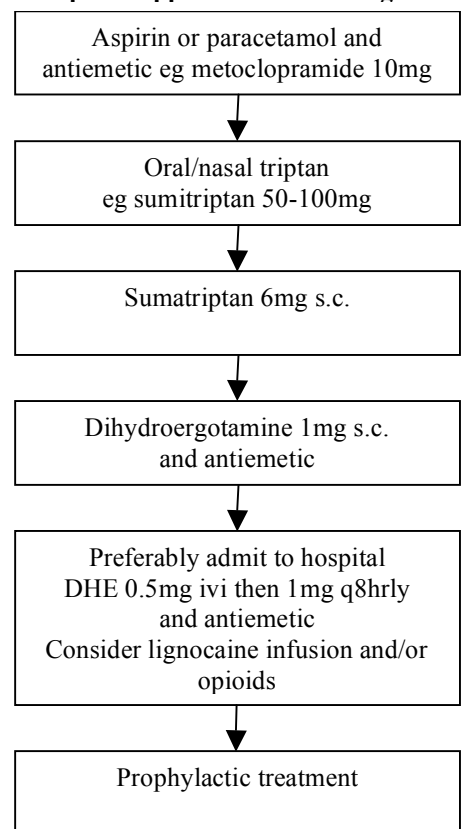 Aspirin or paracetamol and
antiemetic eg metoclopramide 10mg
Oral/nasal triptan
eg sumitriptan 50-100mg
Sumatriptan 6mg s.c.
Dihydroergotamine 1mg s.c.
and antiemetic
Preferably admit to hospital
DHE 0.5mg ivi then 1mg q8hrly
and antiemetic
Consider lignocaine infusion and/or
opioids
Prophylactic treatment